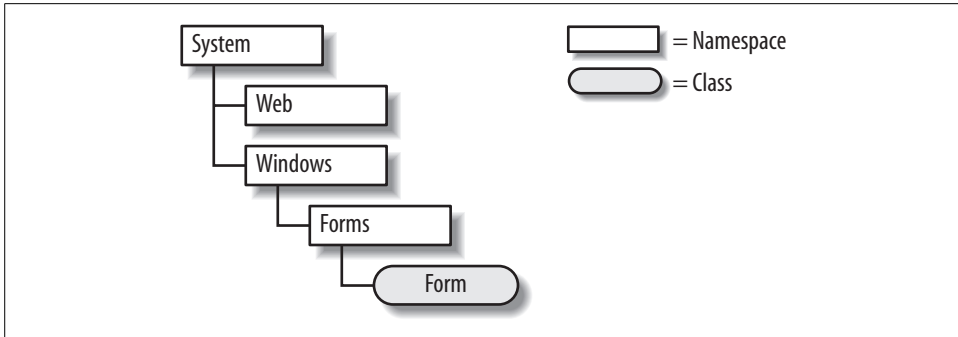 System
= Namespace
Web
= Class
Windows
Forms
Form